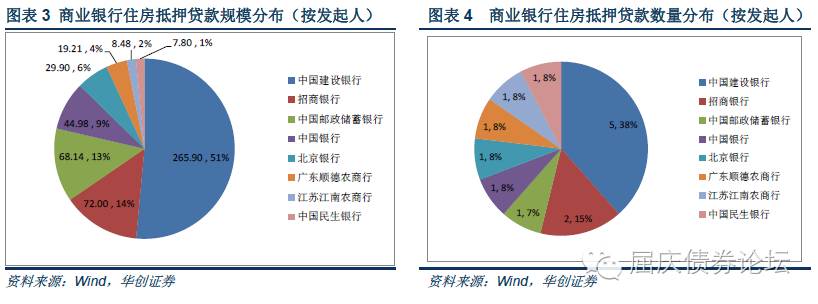 图表 3 商业银行住房抵押贷款规模分布（按发起人）
8.48 , 2%
7.80 , 1%
19.21 , 4%
29.90 , 6%
44.98 , 9%
68.14 , 13%
72.00 , 14%
265.90 , 51%
中国建设银行
招商银行
中国邮政储蓄银行
中国银行
北京银行
广东顺德农商行
江苏江南农商行
中国民生银行
资料来源：Wind，华创证券
图表 4 商业银行住房抵押贷款数量分布（按发起人）
1, 8%
1, 8%
1, 8%
1, 8%
1, 8%
1, 7%
2, 15%
5, 38%
中国建设银行
招商银行
中国邮政储蓄银行
中国银行
北京银行
广东顺德农商行
江苏江南农商行
中国民生银行
资料来源：Wind，华创证券
屈庆债券论坛